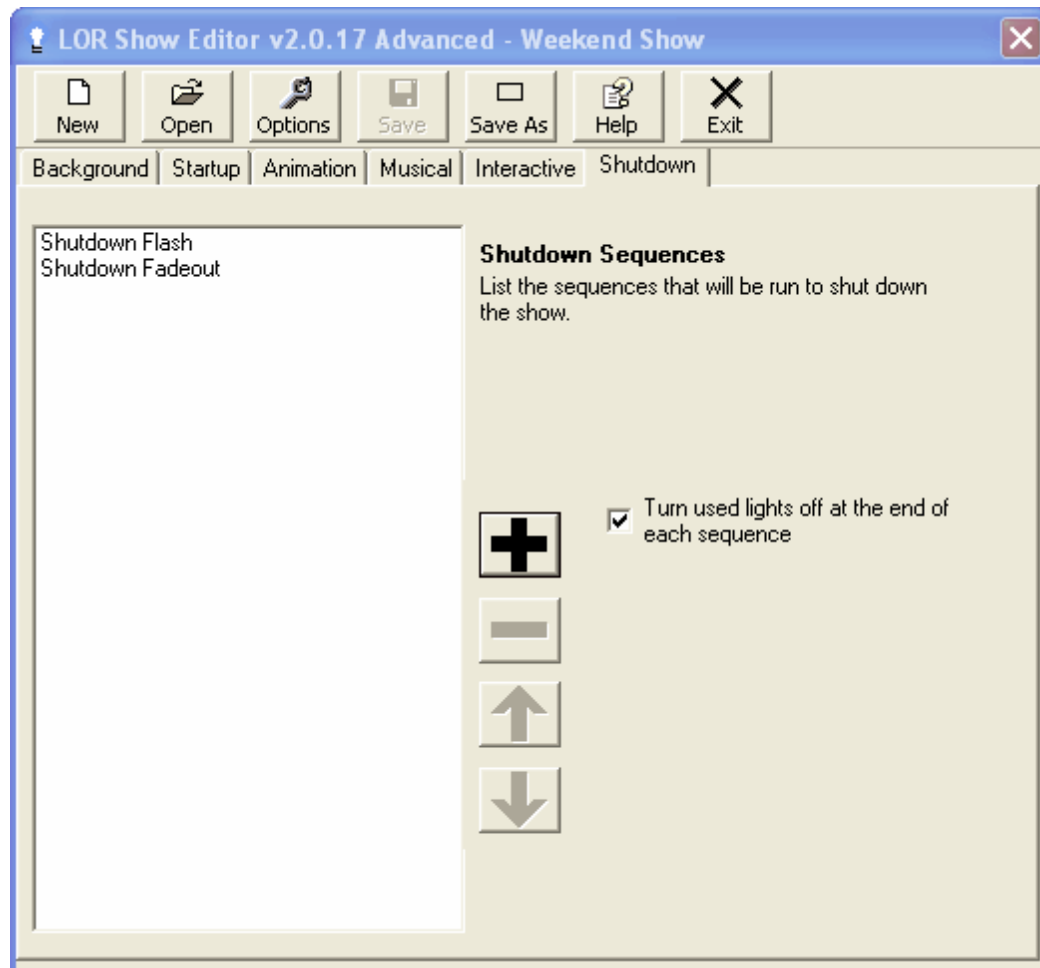 LOR Show Editor v2.0.17 Advanced - Weekend Show
New Open Options Save Save As Help Exit
Background Startup Animation Musical Interactive Shutdown
Shutdown Flash
Shutdown Fadeout
Shutdown Sequences
List the sequences that will be run to shut down
the show.
Turn used lights off at the end of
each sequence